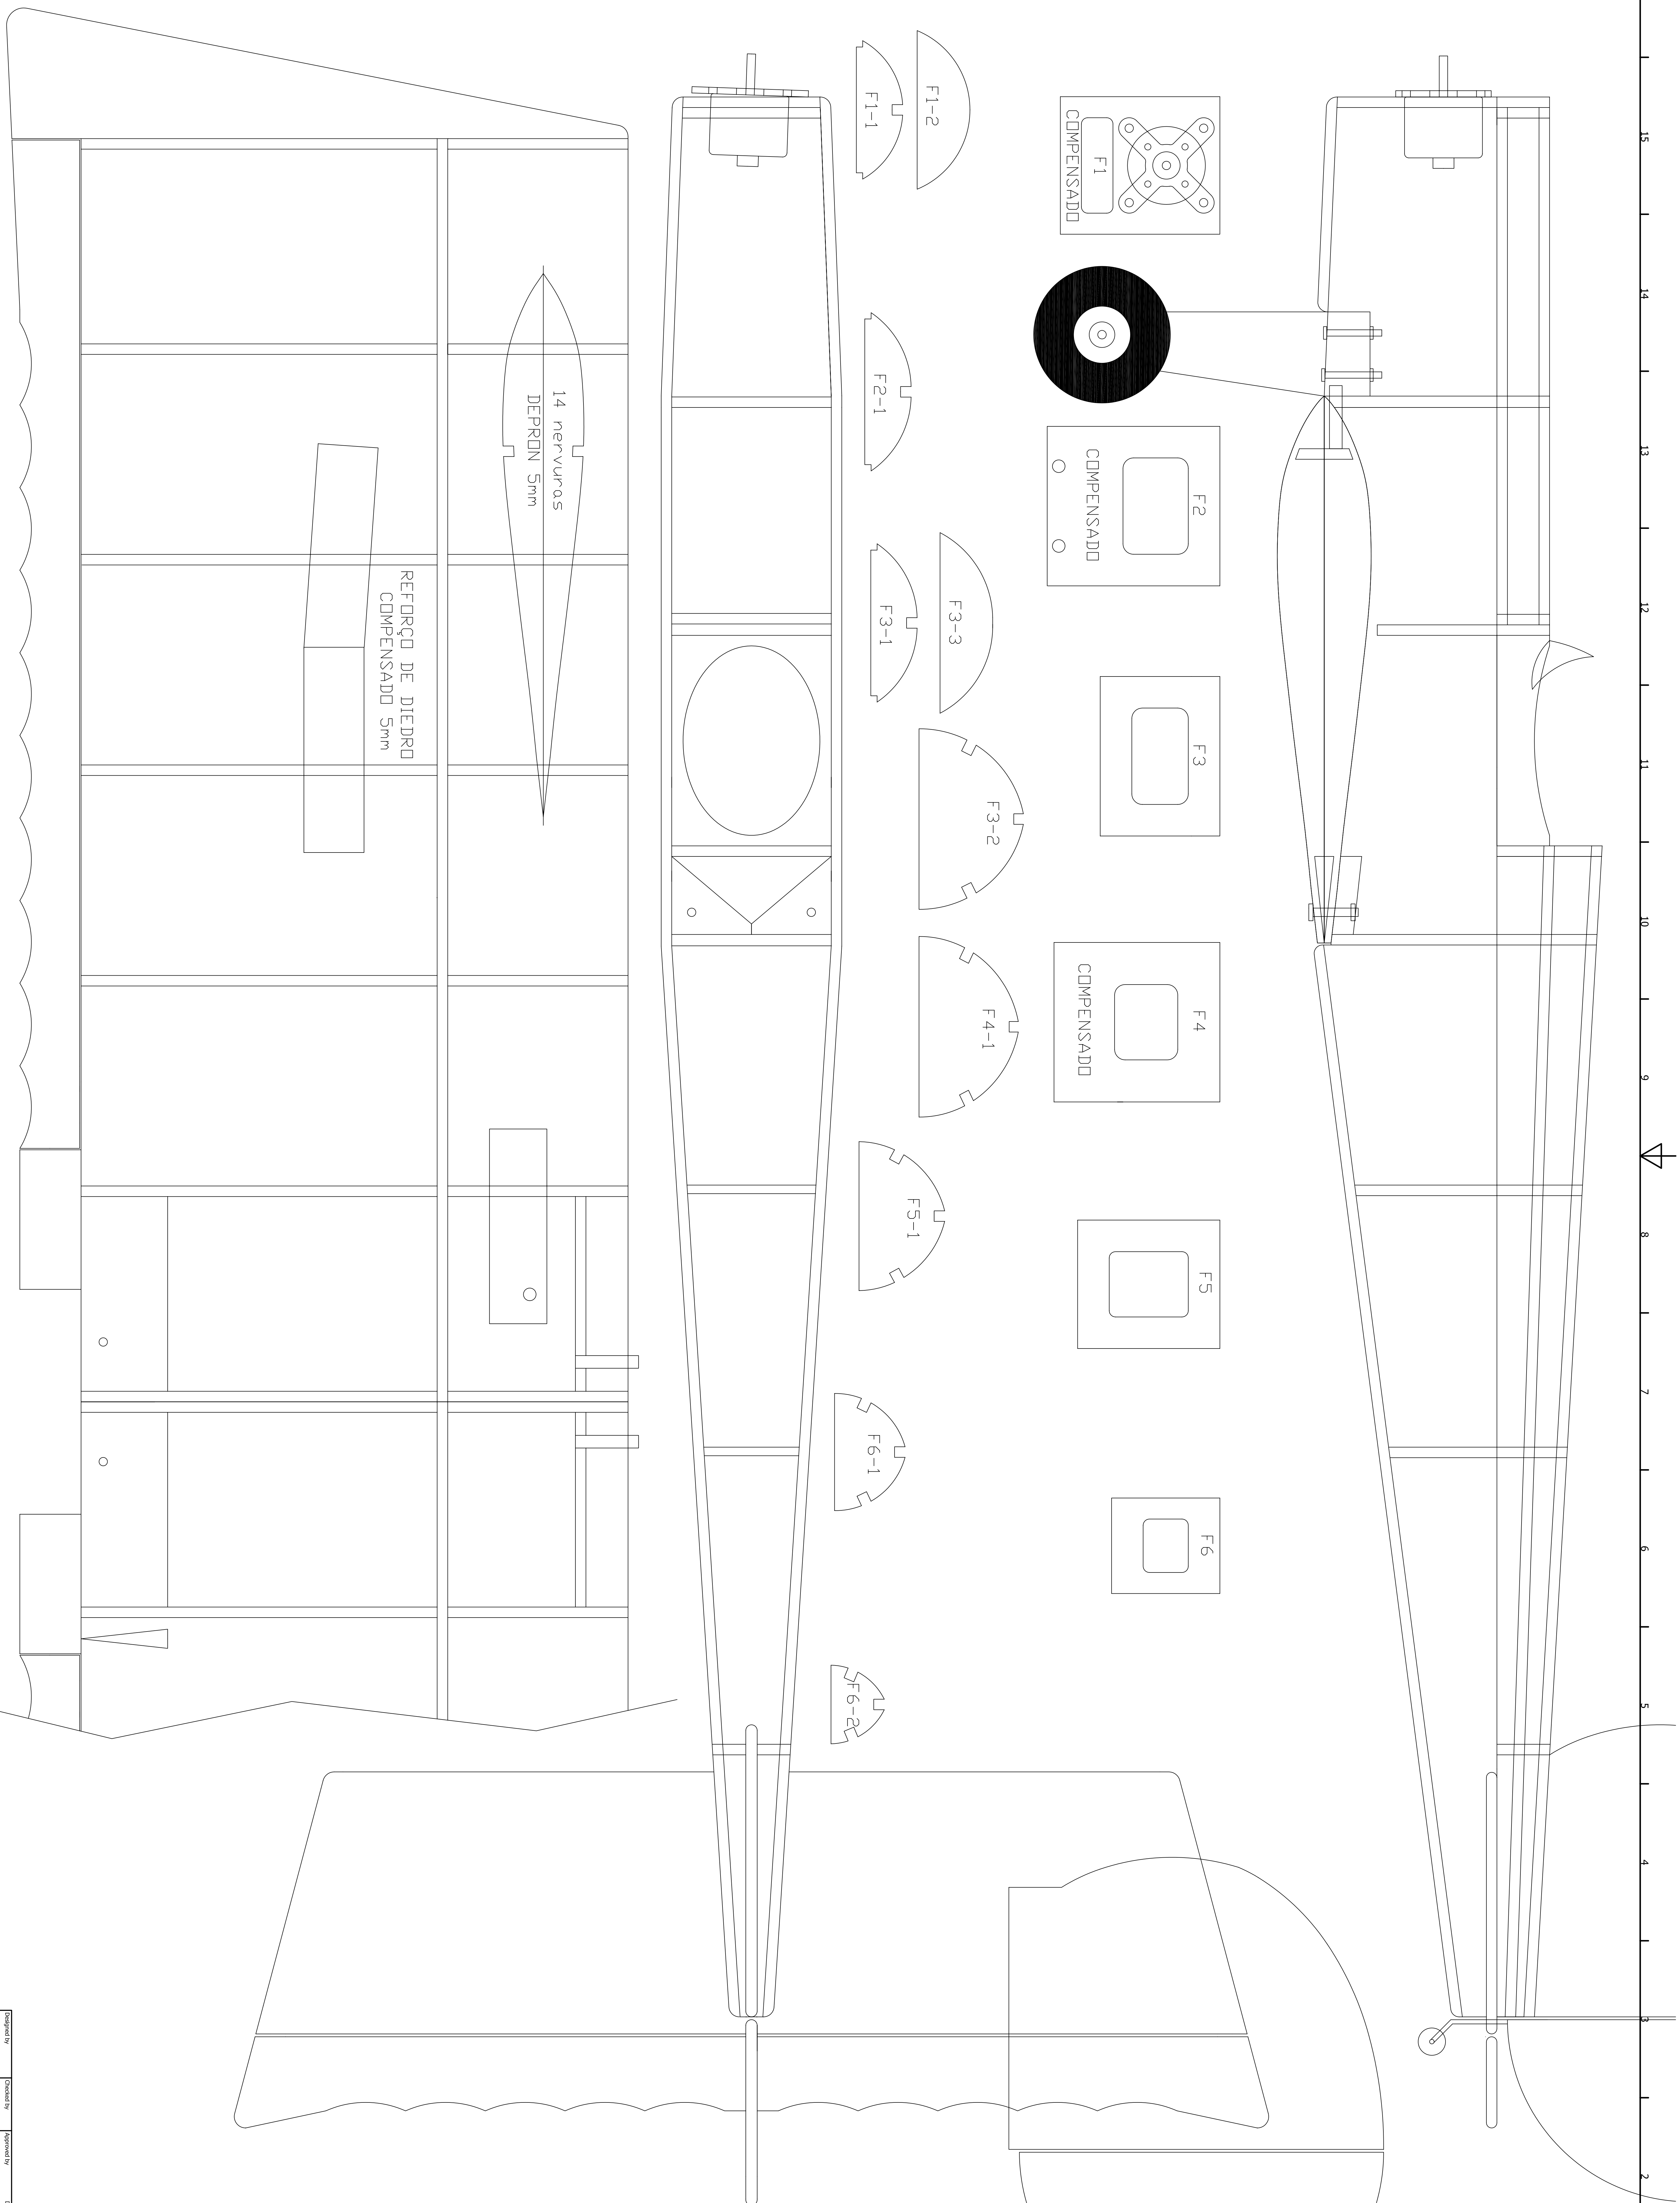 F1-1
F1-2
F1
COMPENSADO
F2-1
F2
COMPENSADO
14 nervuras
DEPRON 5mm
F3-1
F3-3
REFORÇO DE DIEDRO
COMPENSADO 5mm
F3
F3-2
F4
COMPENSADO
F4-1
F5-1
F5
F6-1
F6
F6-2
15
14
13
12
11
10
9
8
7
6
5
4
3
2
Designed by
Checked by
Approved by